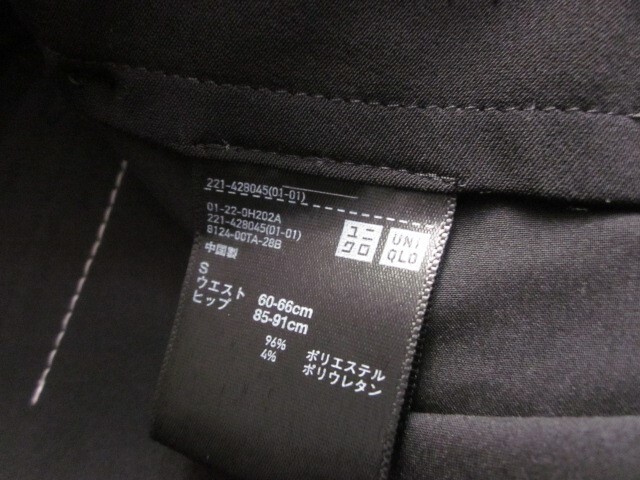 221-428045(01-01)
01-22-0H202A
221-428045(01-01)
8124-00TA-28B
中国製
ユニ
クロ
UNI
QLO
S
ウエスト 60-66cm
ヒップ 85-91cm
96% ポリエステル
4% ポリウレタン